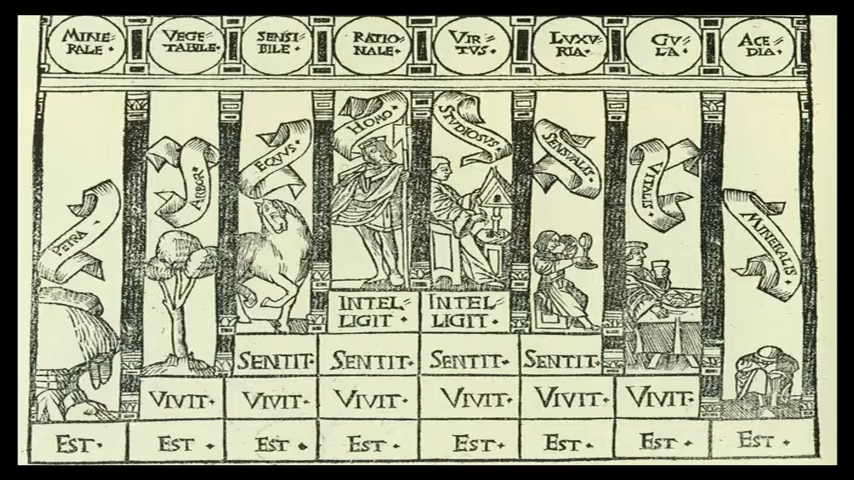 MINE=
RALE·
VEGE=
TABILE·
SENSI=
BILE·
RATIO=
NALE·
VIR=
TVS·
LVXV=
RIA·
GV=
LA·
ACE=
DIA·
PETRA
ARBOR·
EQVVS·
HOMO·
STVDIOSVS·
SENSVALIS·
VITALIS
MINERALIS
INTEL=
LIGIT·
INTEL=
LIGIT·
SENTIT·
SENTIT·
SENTIT·
SENTIT·
VIVIT·
VIVIT·
VIVIT·
VIVIT·
VIVIT·
VIVIT·
EST·
EST·
EST·
EST·
EST·
EST·
EST·
EST·